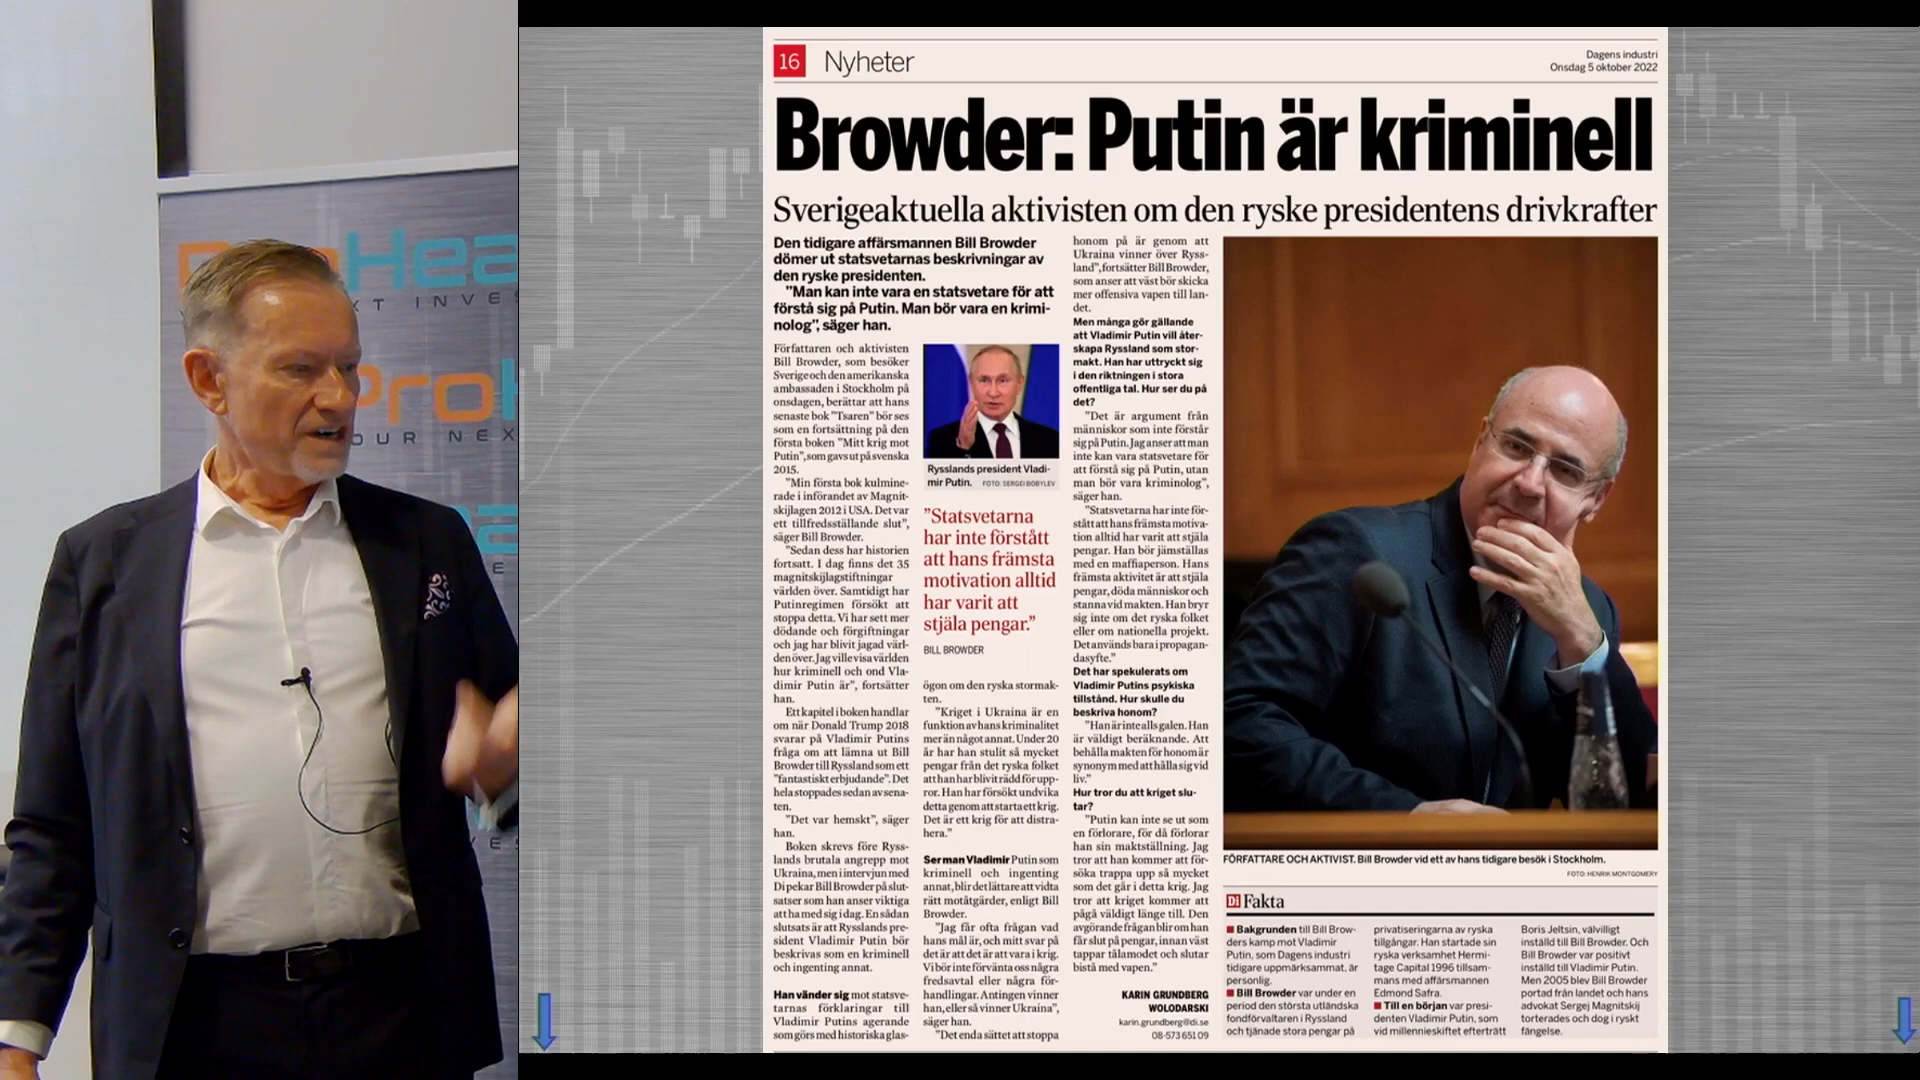 ProHea
XT INVES
Pro
OUR NEX
16
Nyheter
Dagens industri
Onsdag 5 oktober 2022
Browder: Putin är kriminell
Sverigeaktuella aktivisten om den ryske presidentens drivkrafter
Den tidigare affärsmannen Bill Browder
dömer ut statsvetarnas beskrivningar av
den ryske presidenten.
"Man kan inte vara en statsvetare för att
förstå sig på Putin. Man bör vara en krimi-
nolog", säger han.
Författaren och aktivisten
Bill Browder, som besöker
Sverige och den amerikanska
ambassaden i Stockholm på
onsdagen, berättar att hans
senaste bok "Tsaren" bör ses
som en fortsättning på den
första boken "Mitt krig mot
Putin", som gavs ut på svenska
2015.
"Min första bok kulmine-
rade i införandet av Magnit-
skijlagen 2012 i USA. Det var
ett tillfredsställande slut",
säger Bill Browder.
"Sedan dess har historien
fortsatt. I dag finns det 35
magnitskijlagstiftningar
världen över. Samtidigt har
Putinregimen försökt att
stoppa detta. Vi har sett mer
dödande och förgiftningar
och jag har blivit jagad värl-
den över. Jag ville visa världen
hur kriminell och ond Vla-
dimir Putin är", fortsätter
han.
Ett kapitel i boken handlar
om när Donald Trump 2018
svarar på Vladimir Putins
fråga om att lämna ut Bill
Browder till Ryssland som ett
"fantastiskt erbjudande". Det
hela stoppades sedan av sena-
ten.
"Det var hemskt", säger
han.
Boken skrevs före Ryss-
lands brutala angrepp mot
Ukraina, men i intervjun med
Di pekar Bill Browder på slut-
satser som han anser viktiga
att ha med sig i dag. En sådan
slutsats är att Rysslands pre-
sident Vladimir Putin bör
beskrivas som en kriminell
och ingenting annat.
Han vänder sig mot statsve-
tarnas förklaringar till
Vladimir Putins agerande
som görs med historiska glas-
Rysslands president Vladi-
mir Putin. FOTO: SERGEI BOBYLEV
"Statsvetarna
har inte förstått
att hans främsta
motivation alltid
har varit att
stjäla pengar."
BILL BROWDER
ögon om den ryska stormak-
ten.
"Kriget i Ukraina är en
funktion av hans kriminalitet
mer än något annat. Under 20
år har han stulit så mycket
pengar från det ryska folket
att han har blivit rädd för upp-
ror. Han har försökt undvika
detta genom att starta ett krig.
Det är ett krig för att distra-
hera."
Ser man Vladimir Putin som
kriminell och ingenting
annat, blir det lättare att vidta
rätt motåtgärder, enligt Bill
Browder.
"Jag får ofta frågan vad
hans mål är, och mitt svar på
det är att det är att vara i krig.
Vi bör inte förvänta oss några
fredsavtal eller några för-
handlingar. Antingen vinner
han, eller så vinner Ukraina",
säger han.
"Det enda sättet att stoppa
honom på är genom att
Ukraina vinner över Ryss-
land", fortsätter Bill Browder,
som anser att väst bör skicka
mer offensiva vapen till lan-
det.
Men många gör gällande
att Vladimir Putin vill åter-
skapa Ryssland som stor-
makt. Han har uttryckt sig
i den riktningen i stora
offentliga tal. Hur ser du på
det?
"Det är argument från
människor som inte förstår
sig på Putin. Jag anser att man
inte kan vara statsvetare för
att förstå sig på Putin, utan
man bör vara kriminolog",
säger han.
"Statsvetarna har inte för-
stått att hans främsta motiva-
tion alltid har varit att stjäla
pengar. Han bör jämställas
med en maffiaperson. Hans
främsta aktivitet är att stjäla
pengar, döda människor och
stanna vid makten. Han bryr
sig inte om det ryska folket
eller om nationella projekt.
Det används bara i propagan-
dasyfte."
Det har spekulerats om
Vladimir Putins psykiska
tillstånd. Hur skulle du
beskriva honom?
"Han är inte alls galen. Han
är väldigt beräknande. Att
behålla makten för honom är
synonym med att hålla sig vid
liv."
Hur tror du att kriget slu-
tar?
"Putin kan inte se ut som
en förlorare, för då förlorar
han sin maktställning. Jag
tror att han kommer att för-
söka trappa upp så mycket
som det går i detta krig. Jag
tror att kriget kommer att
pågå väldigt länge till. Den
avgörande frågan blir om han
får slut på pengar, innan väst
tappar tålamodet och slutar
bistå med vapen."
KARIN GRUNDBERG
WOLODARSKI
karin.grundberg@di.se
08-573 651 09
FÖRFATTARE OCH AKTIVIST. Bill Browder vid ett av hans tidigare besök i Stockholm.
FOTO: HENRIK MONTGOMERY
Di Fakta
Bakgrunden till Bill Brow-
ders kamp mot Vladimir
Putin, som Dagens industri
tidigare uppmärksammat, är
personlig.
Bill Browder var under en
period den största utländska
fondförvaltaren i Ryssland
och tjänade stora pengar på
privatiseringarna av ryska
tillgångar. Han startade sin
ryska verksamhet Hermi-
tage Capital 1996 tillsam-
mans med affärsmannen
Edmond Safra.
Till en början var presi-
denten Vladimir Putin, som
vid millennieskiftet efterträtt
Boris Jeltsin, välvilligt
inställd till Bill Browder. Och
Bill Browder var positivt
inställd till Vladimir Putin.
Men 2005 blev Bill Browder
portad från landet och hans
advokat Sergej Magnitskij
torterades och dog i ryskt
fängelse.